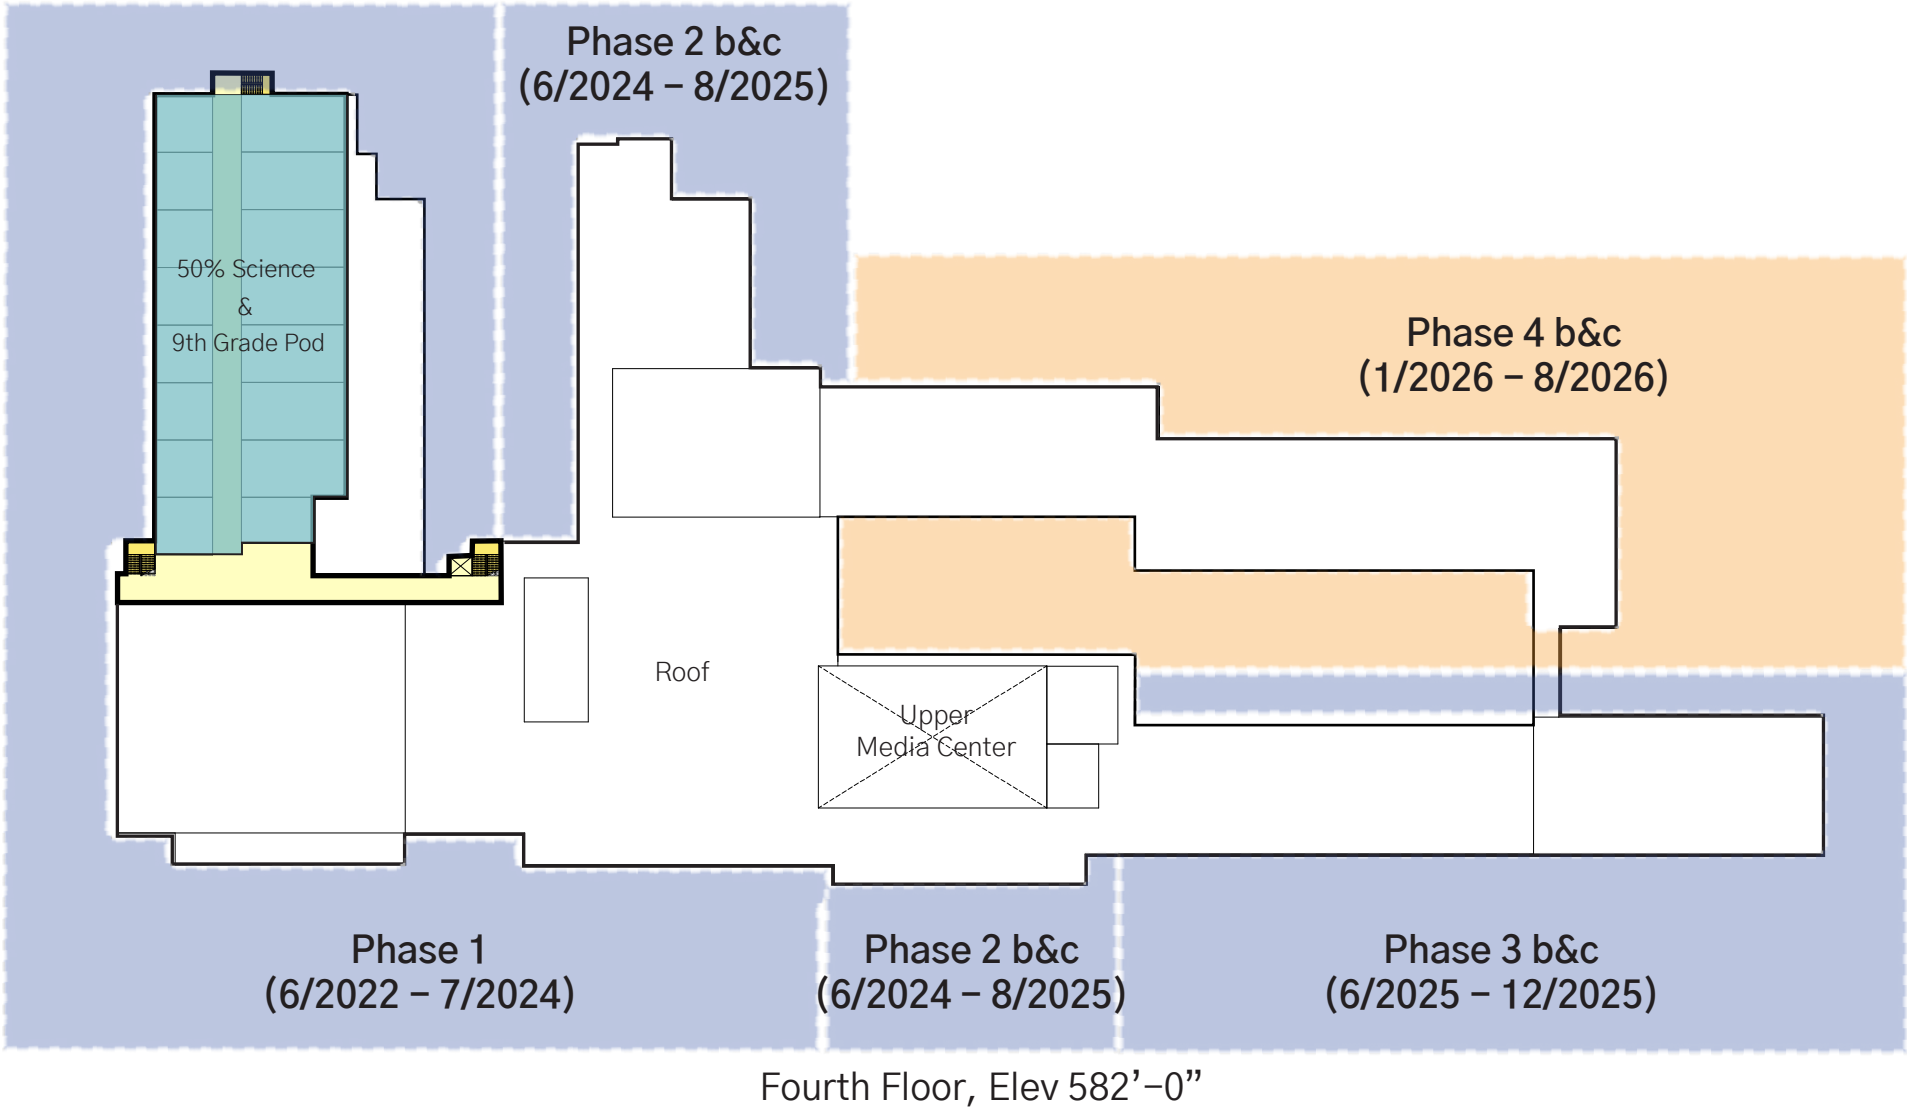 Phase 2 b&c
(6/2024 – 8/2025)
50% Science
&
9th Grade Pod
Phase 4 b&c
(1/2026 – 8/2026)
Roof
Upper
Media Center
Phase 1
(6/2022 – 7/2024)
Phase 2 b&c
(6/2024 – 8/2025)
Phase 3 b&c
(6/2025 – 12/2025)
Fourth Floor, Elev 582’–0”